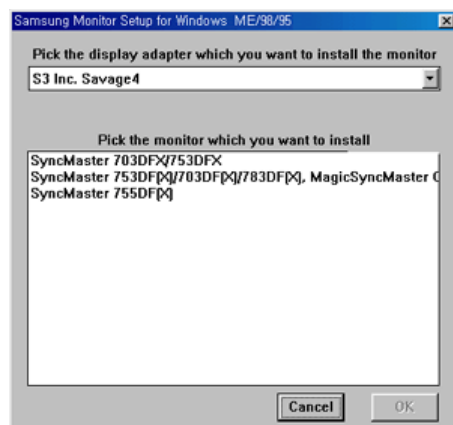 Samsung Monitor Setup for Windows  ME/98/95
Pick the display adapter which you want to install the monitor
S3 Inc. Savage4
Pick the monitor which you want to install
SyncMaster 703DFX/753DFX
SyncMaster 753DF[X]/703DF[X]/783DF[X], MagicSyncMaster
SyncMaster 755DF[X]
Cancel
OK